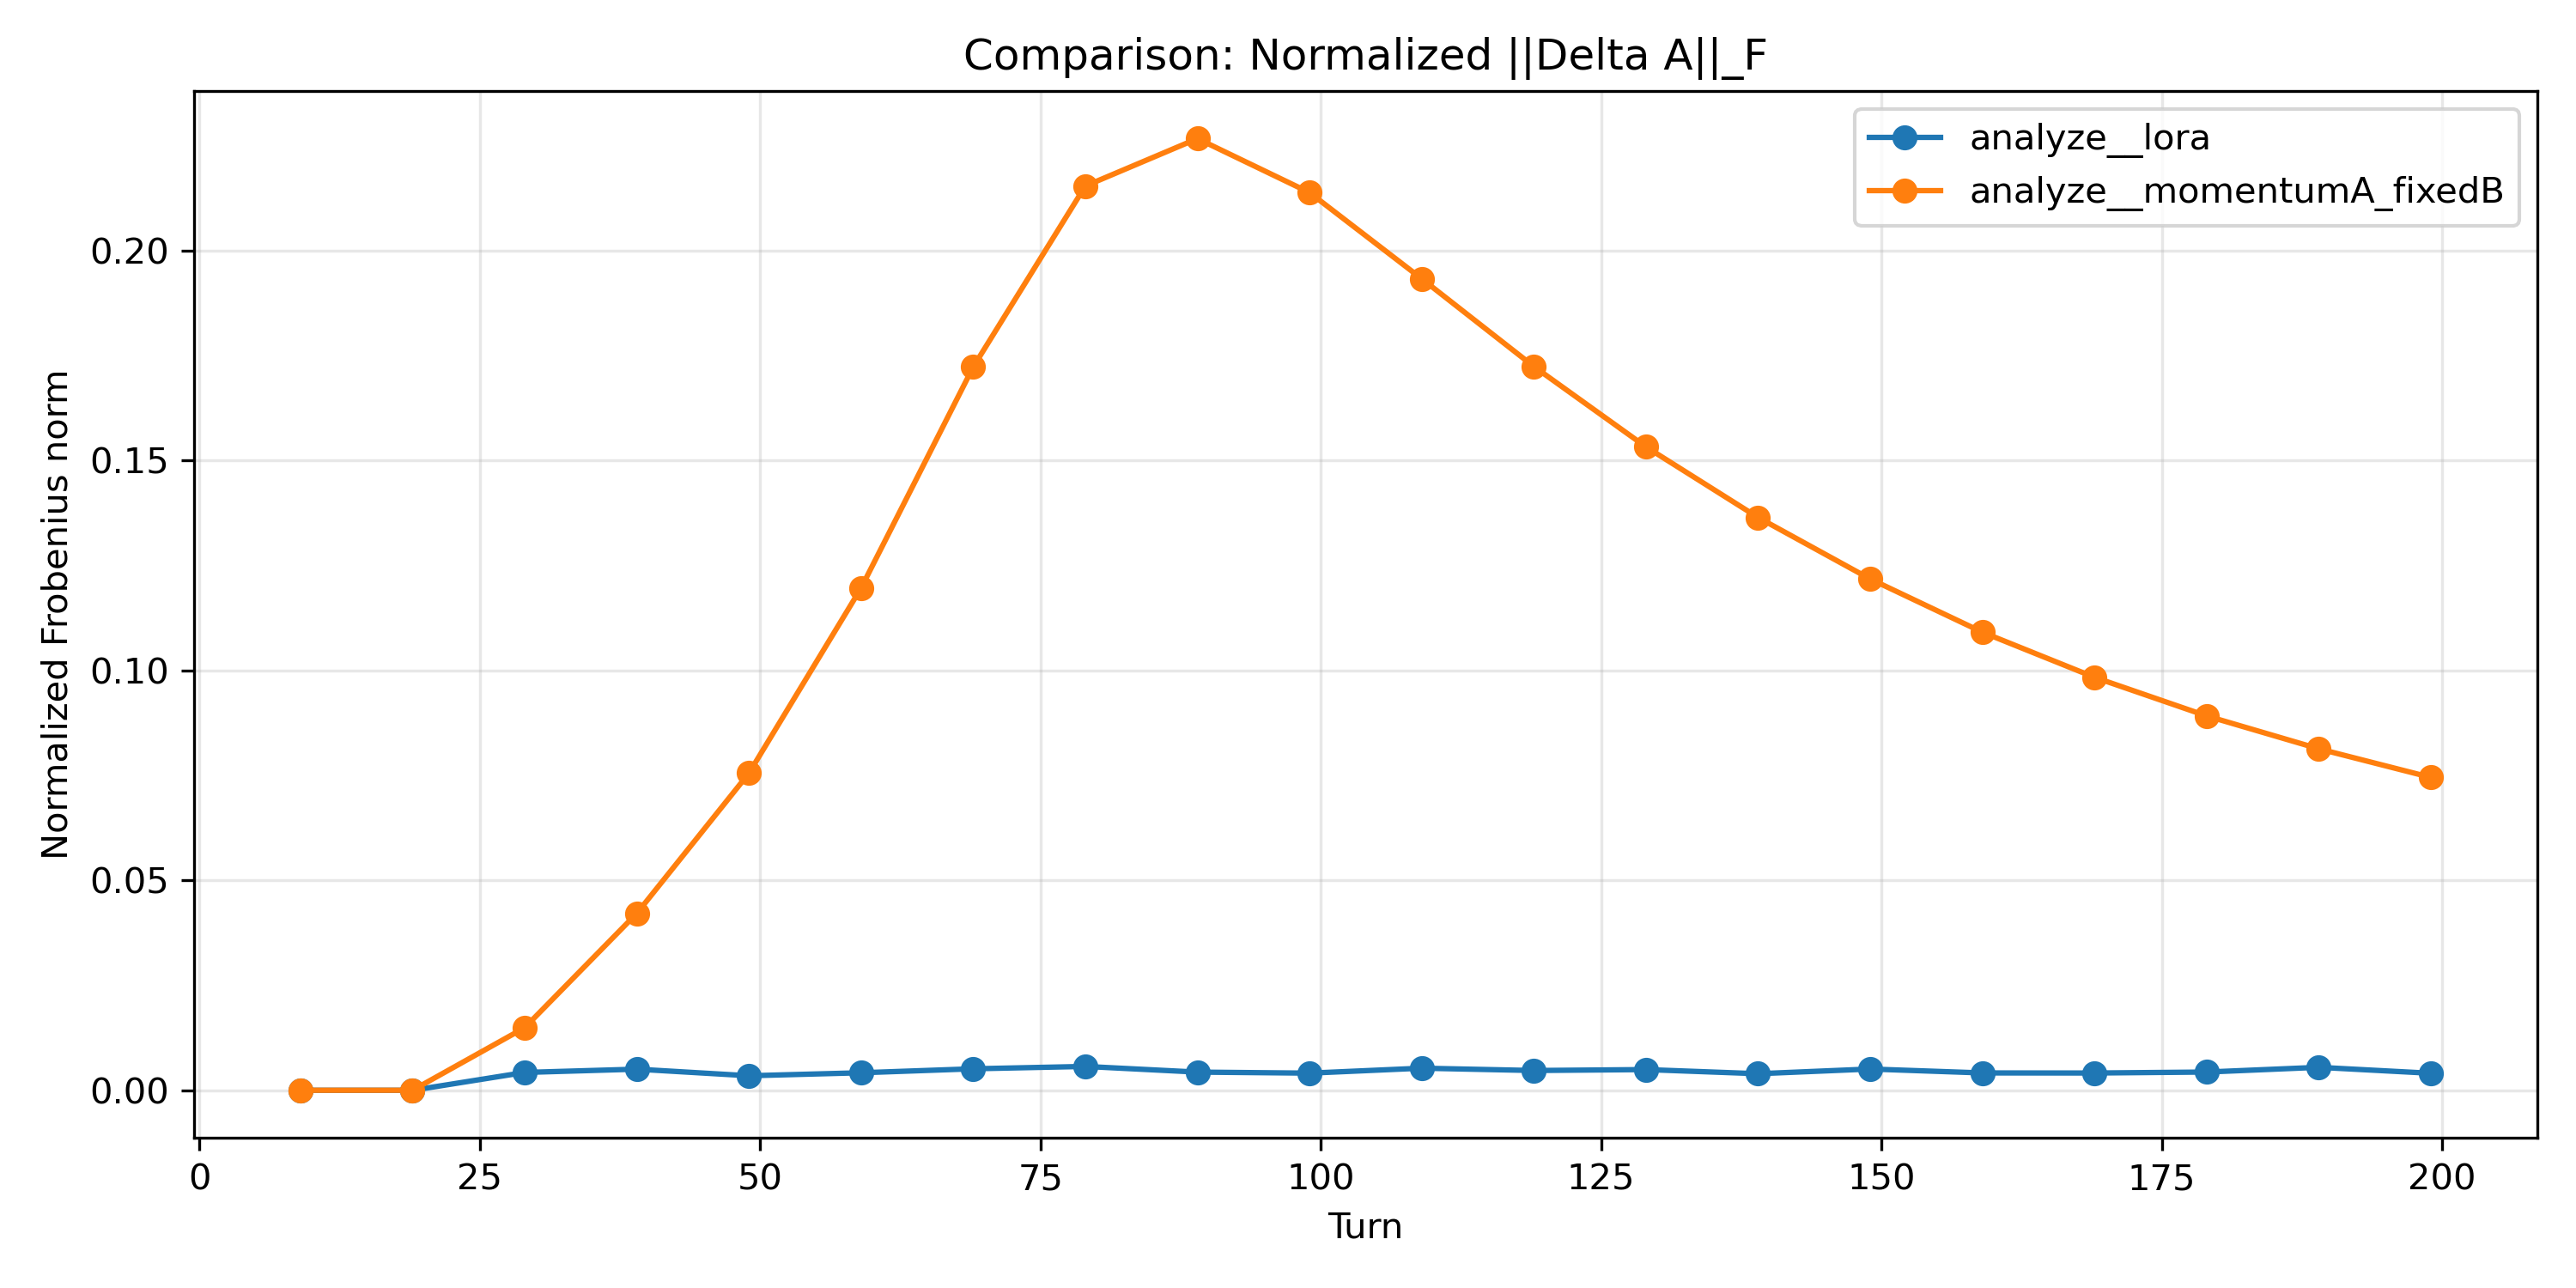 Comparison: Normalized ||Delta A||_F
analyze__lora
analyze__momentumA_fixedB
Normalized Frobenius norm
0.20
0.15
0.10
0.05
0.00
0 25 50 75 100 125 150 175 200
Turn